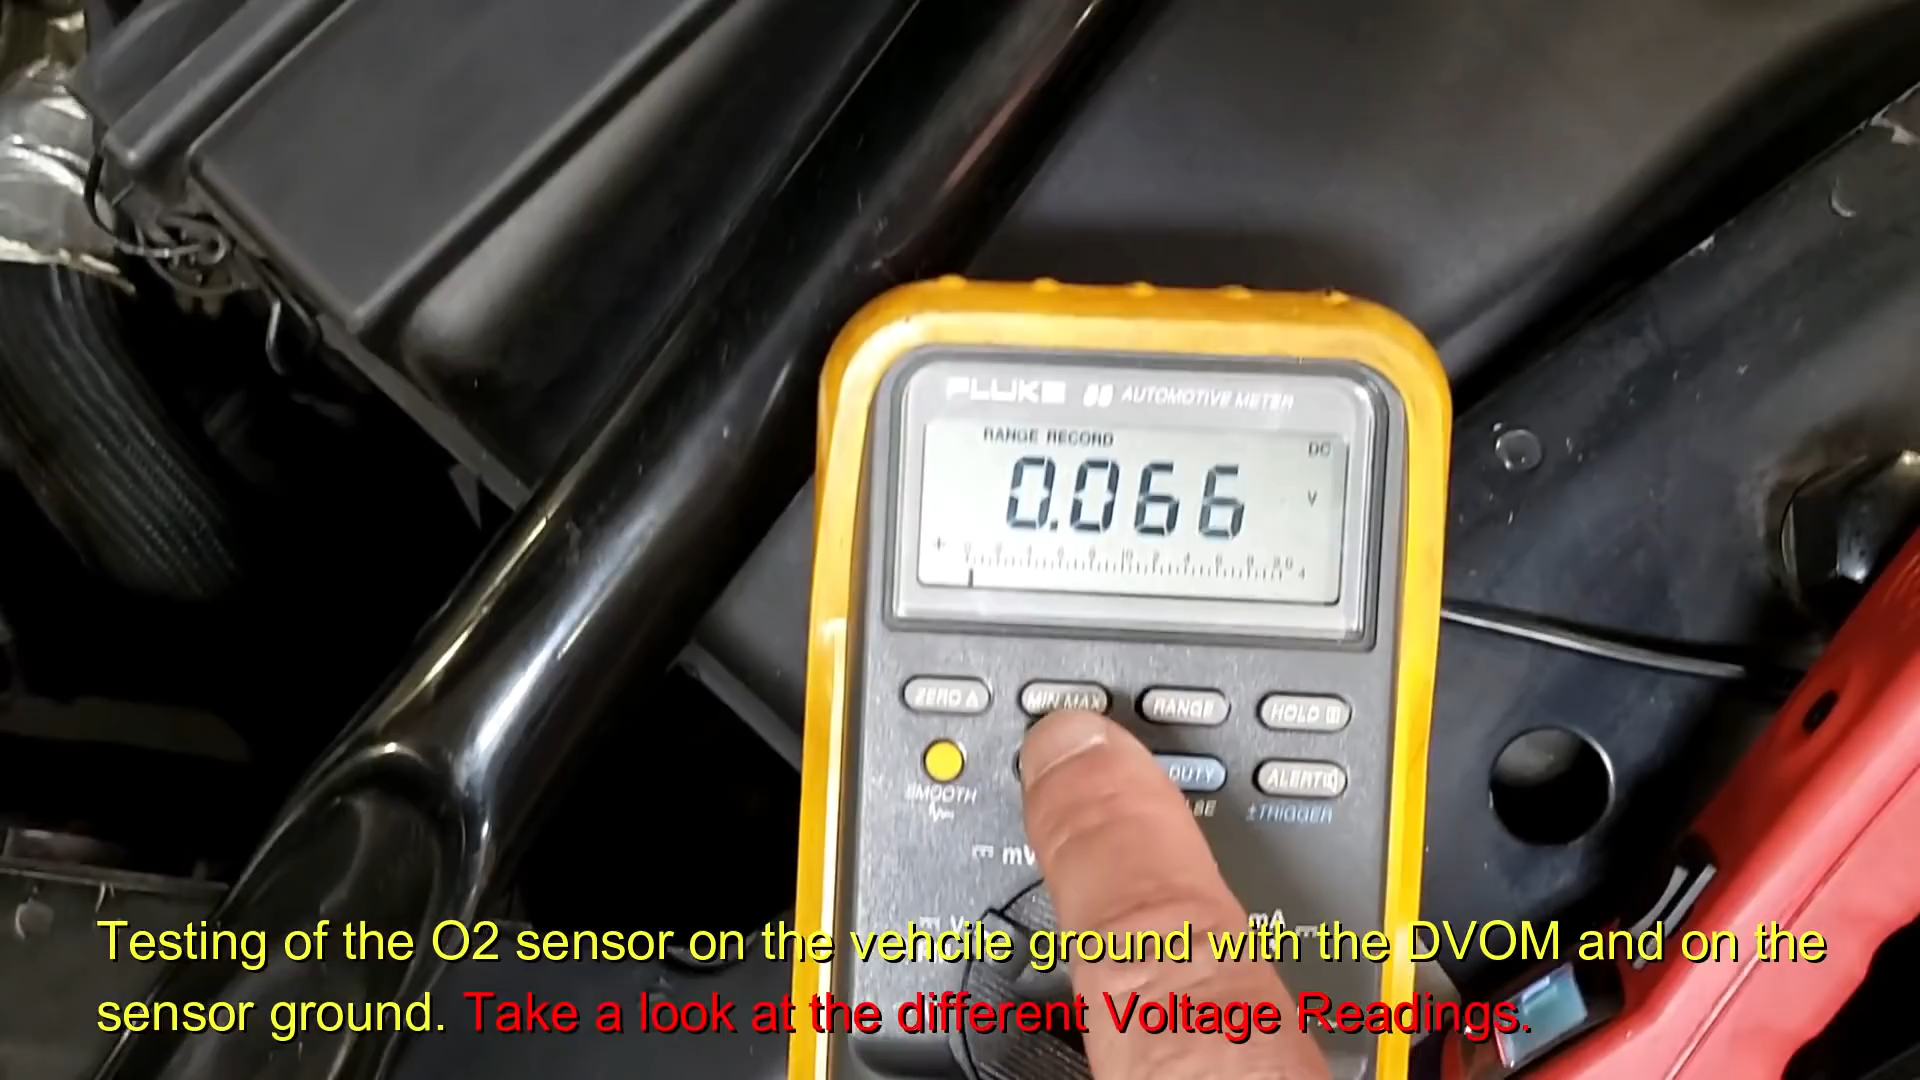 FLUKE 88 AUTOMOTIVE METER
RANGE RECORD
DC
0.066
V
ZERO Δ MIN MAX RANGE HOLD
DUTY ALERT
SMOOTH
±TRIGGER
mV
V
mA
Testing of the O2 sensor on the vehcile ground with the DVOM and on the
sensor ground. Take a look at the different Voltage Readings.